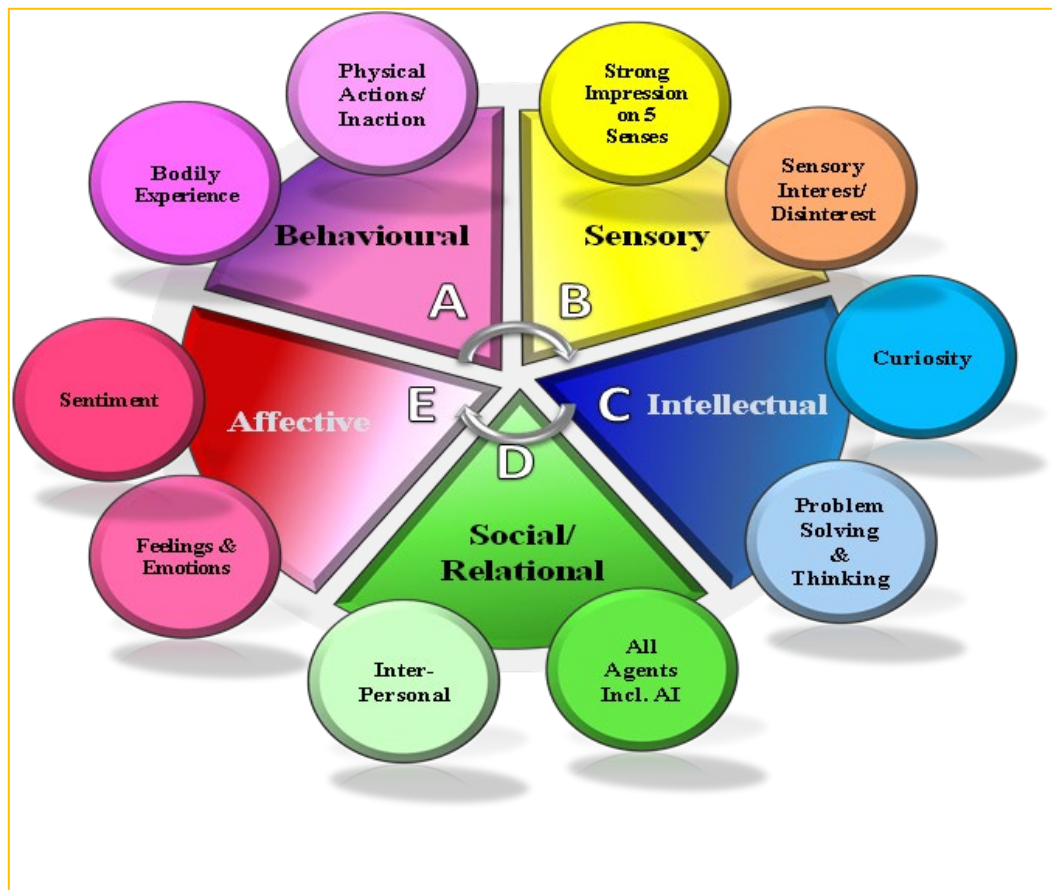 Physical
Actions/
Inaction
Bodily
Experience
Behavioural
A
Strong
Impression
on 5
Senses
Sensory
Interest/
Disinterest
Sensory
B
Curiosity
Problem
Solving
&
Thinking
C
Intellectual
D
Social/
Relational
All
Agents
Incl. AI
Inter-
Personal
E
Affective
Feelings &
Emotions
Sentiment